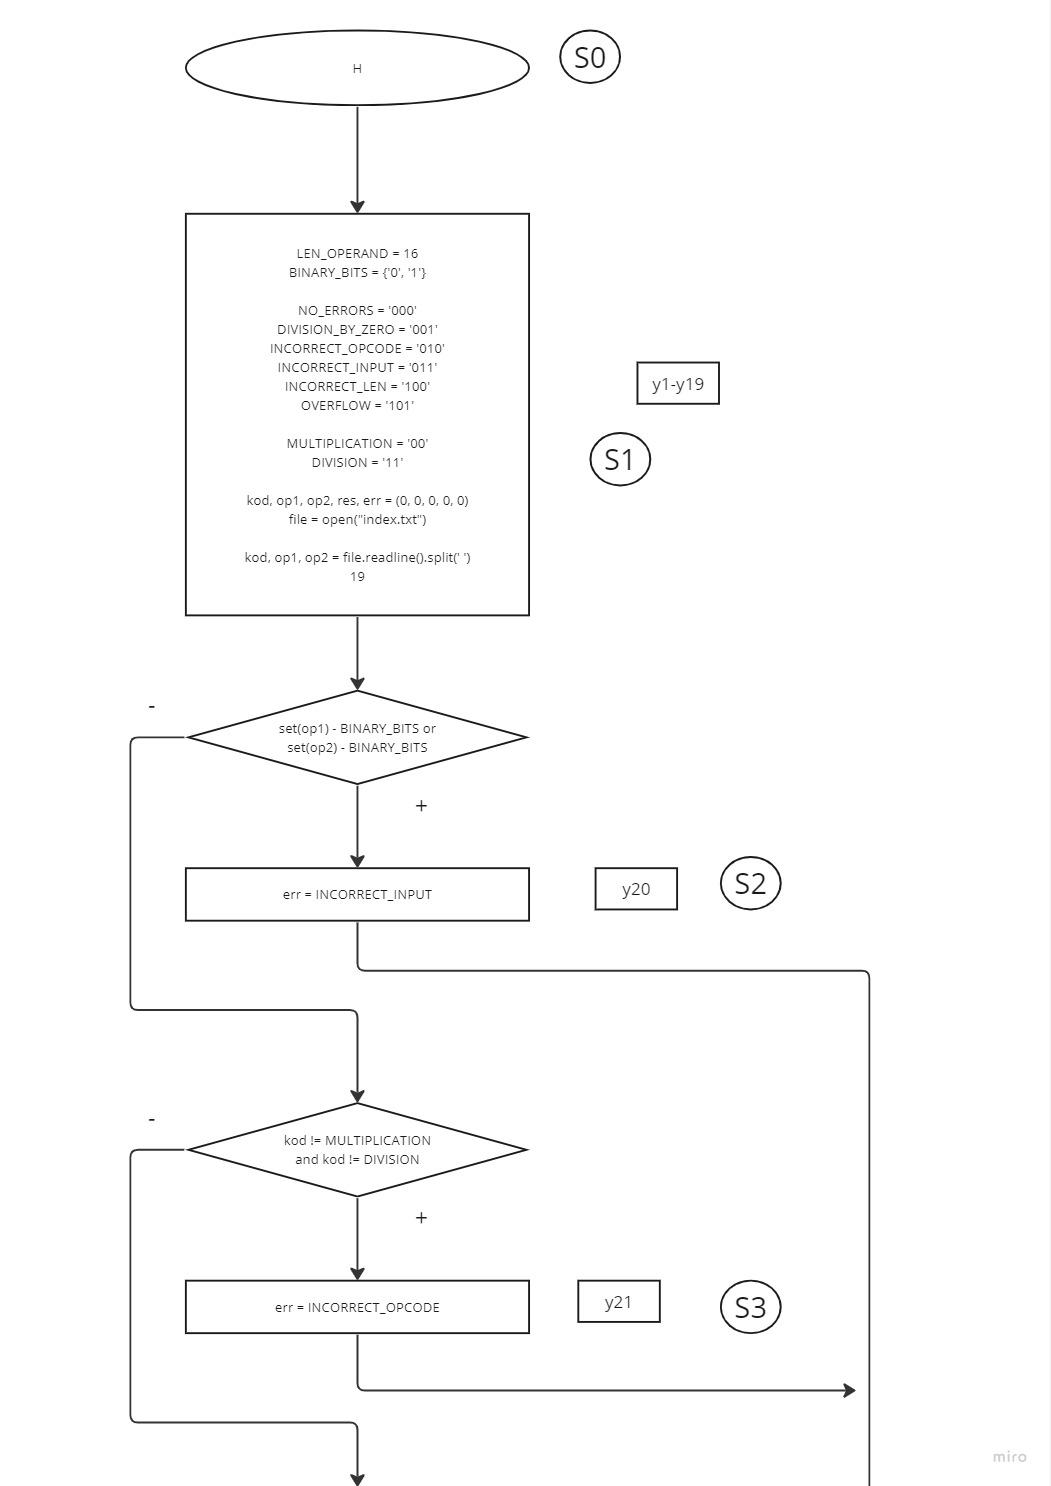 H
S0
LEN_OPERAND = 16
BINARY_BITS = {'0', '1'}
NO_ERRORS = '000'
DIVISION_BY_ZERO = '001'
INCORRECT_OPCODE = '010'
INCORRECT_INPUT = '011'
INCORRECT_LEN = '100'
OVERFLOW = '101'
MULTIPLICATION = '00'
DIVISION = '11'
kod, op1, op2, res, err = (0, 0, 0, 0, 0)
file = open("index.txt")
kod, op1, op2 = file.readline().split(' ')
19
y1-y19
S1
-
set(op1) - BINARY_BITS or
set(op2) - BINARY_BITS
+
err = INCORRECT_INPUT
y20
S2
-
kod != MULTIPLICATION
and kod != DIVISION
+
err = INCORRECT_OPCODE
y21
S3
miro